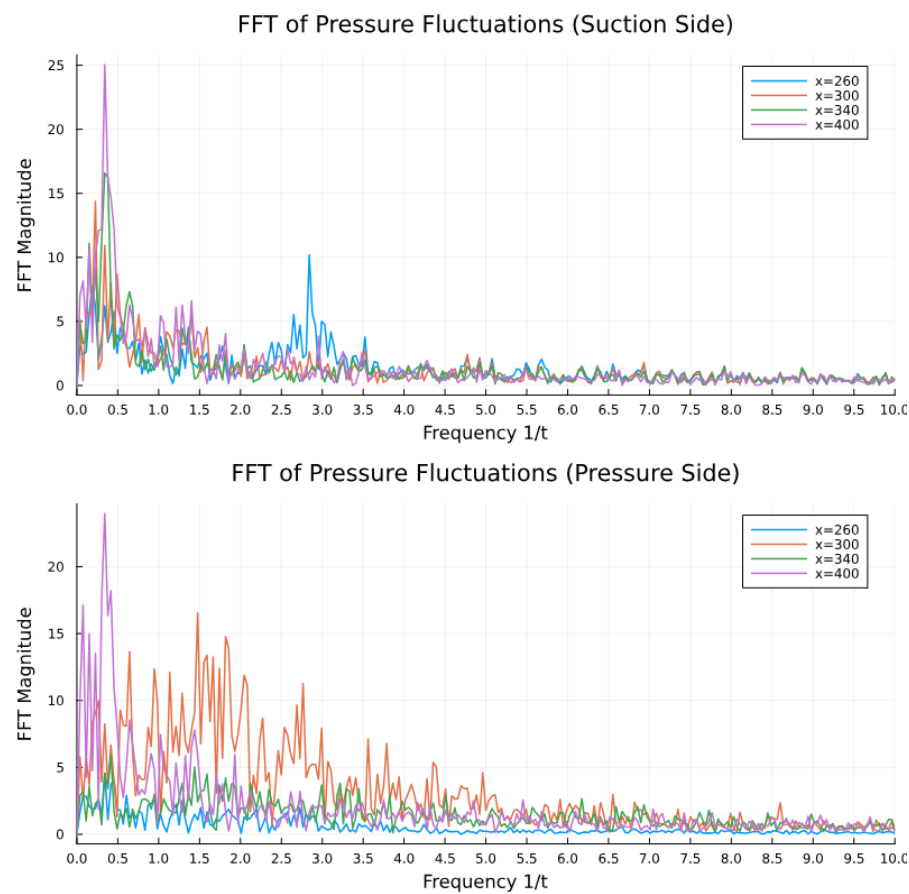 FFT of Pressure Fluctuations (Suction Side)
25
20
15
10
5
0
FFT Magnitude
x=260
x=300
x=340
x=400
0.0 0.5 1.0 1.5 2.0 2.5 3.0 3.5 4.0 4.5 5.0 5.5 6.0 6.5 7.0 7.5 8.0 8.5 9.0 9.5 10.0
Frequency 1/t
FFT of Pressure Fluctuations (Pressure Side)
20
15
10
5
0
FFT Magnitude
x=260
x=300
x=340
x=400
0.0 0.5 1.0 1.5 2.0 2.5 3.0 3.5 4.0 4.5 5.0 5.5 6.0 6.5 7.0 7.5 8.0 8.5 9.0 9.5 10.0
Frequency 1/t